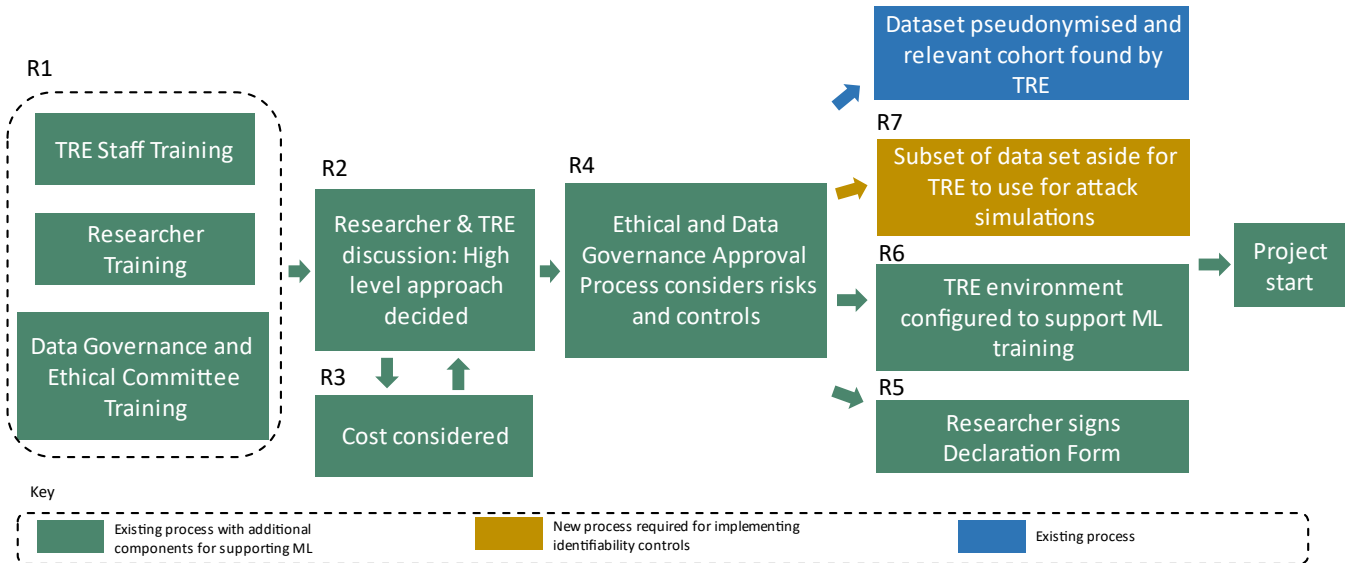 R1
TRE Staff Training
Researcher
Training
Data Governance and
Ethical Committee
Training
R2
Researcher & TRE
discussion: High
level approach
decided
R3
Cost considered
R4
Ethical and Data
Governance Approval
Process considers risks
and controls
Dataset pseudonymised and
relevant cohort found by
TRE
R7
Subset of data set aside for
TRE to use for attack
simulations
R6
TRE environment
configured to support ML
training
R5
Researcher signs
Declaration Form
Project
start
Key
Existing process with additional
components for supporting ML
New process required for implementing
identifiability controls
Existing process